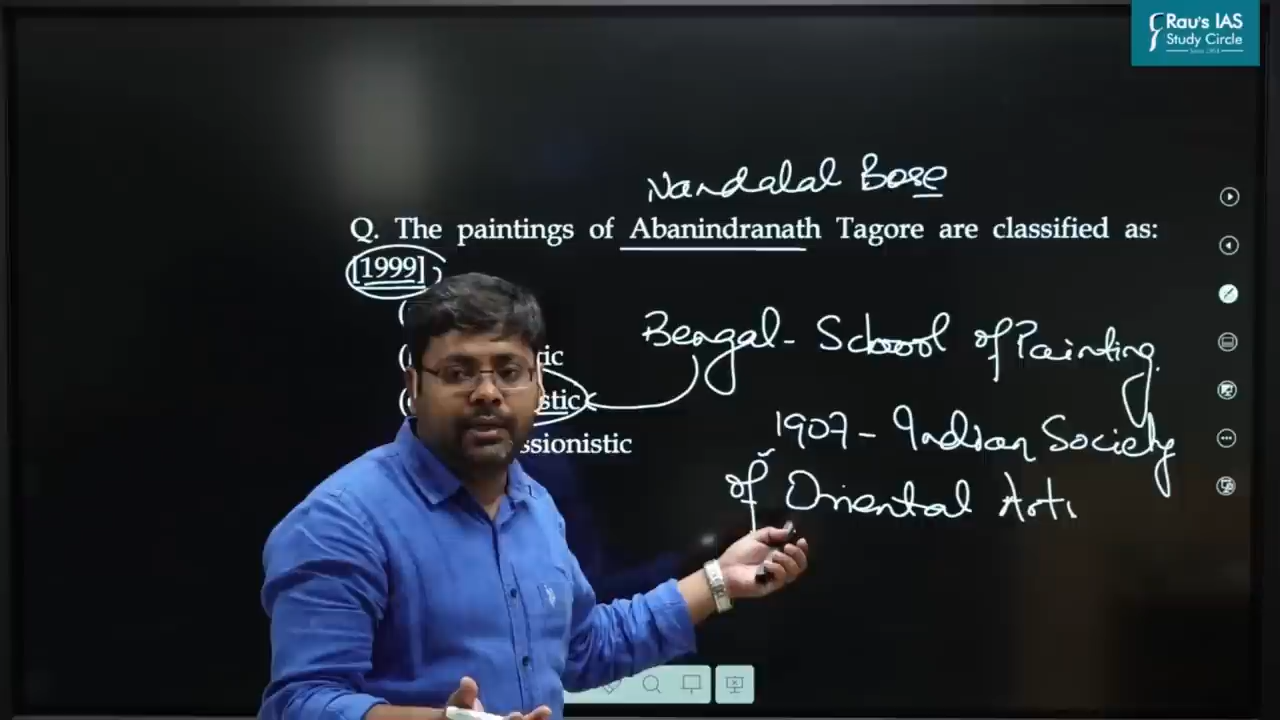 Rau's IAS
Study Circle
Nandalal Bose
Q. The paintings of Abanindranath Tagore are classified as:
[1999]
Bengal - School of Painting.
stic
ssionistic
1907 - Indian Society
of Oriental Art